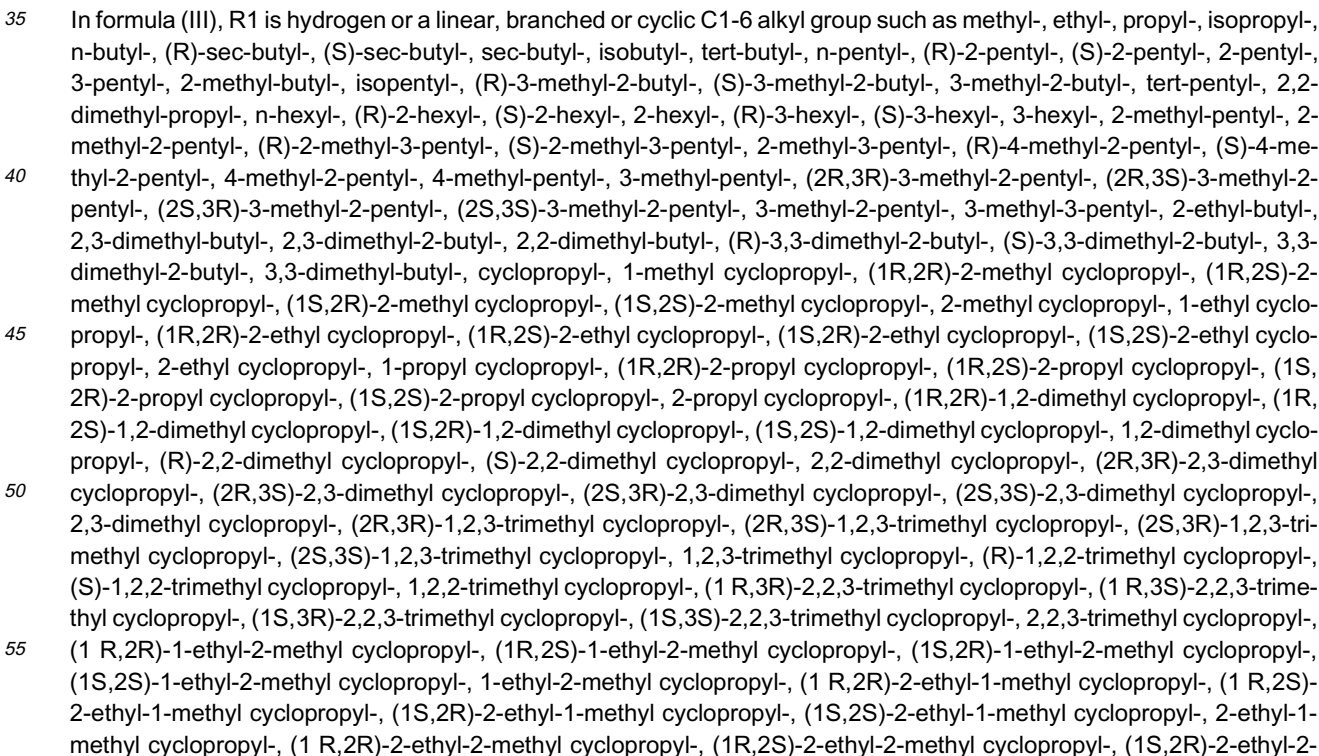 35 In formula (III), R1 is hydrogen or a linear, branched or cyclic C1-6 alkyl group such as methyl-, ethyl-, propyl-, isopropyl-,
n-butyl-, (R)-sec-butyl-, (S)-sec-butyl-, sec-butyl-, isobutyl-, tert-butyl-, n-pentyl-, (R)-2-pentyl-, (S)-2-pentyl-, 2-pentyl-,
3-pentyl-, 2-methyl-butyl-, isopentyl-, (R)-3-methyl-2-butyl-, (S)-3-methyl-2-butyl-, 3-methyl-2-butyl-, tert-pentyl-, 2,2-
dimethyl-propyl-, n-hexyl-, (R)-2-hexyl-, (S)-2-hexyl-, 2-hexyl-, (R)-3-hexyl-, (S)-3-hexyl-, 3-hexyl-, 2-methyl-pentyl-, 2-
methyl-2-pentyl-, (R)-2-methyl-3-pentyl-, (S)-2-methyl-3-pentyl-, 2-methyl-3-pentyl-, (R)-4-methyl-2-pentyl-, (S)-4-me-
40 thyl-2-pentyl-, 4-methyl-2-pentyl-, 4-methyl-pentyl-, 3-methyl-pentyl-, (2R,3R)-3-methyl-2-pentyl-, (2R,3S)-3-methyl-2-
pentyl-, (2S,3R)-3-methyl-2-pentyl-, (2S,3S)-3-methyl-2-pentyl-, 3-methyl-2-pentyl-, 3-methyl-3-pentyl-, 2-ethyl-butyl-,
2,3-dimethyl-butyl-, 2,3-dimethyl-2-butyl-, 2,2-dimethyl-butyl-, (R)-3,3-dimethyl-2-butyl-, (S)-3,3-dimethyl-2-butyl-, 3,3-
dimethyl-2-butyl-, 3,3-dimethyl-butyl-, cyclopropyl-, 1-methyl cyclopropyl-, (1R,2R)-2-methyl cyclopropyl-, (1R,2S)-2-
methyl cyclopropyl-, (1S,2R)-2-methyl cyclopropyl-, (1S,2S)-2-methyl cyclopropyl-, 2-methyl cyclopropyl-, 1-ethyl cyclo-
45 propyl-, (1R,2R)-2-ethyl cyclopropyl-, (1R,2S)-2-ethyl cyclopropyl-, (1S,2R)-2-ethyl cyclopropyl-, (1S,2S)-2-ethyl cyclo-
propyl-, 2-ethyl cyclopropyl-, 1-propyl cyclopropyl-, (1R,2R)-2-propyl cyclopropyl-, (1R,2S)-2-propyl cyclopropyl-, (1S,
2R)-2-propyl cyclopropyl-, (1S,2S)-2-propyl cyclopropyl-, 2-propyl cyclopropyl-, (1R,2R)-1,2-dimethyl cyclopropyl-, (1R,
2S)-1,2-dimethyl cyclopropyl-, (1S,2R)-1,2-dimethyl cyclopropyl-, (1S,2S)-1,2-dimethyl cyclopropyl-, 1,2-dimethyl cyclo-
propyl-, (R)-2,2-dimethyl cyclopropyl-, (S)-2,2-dimethyl cyclopropyl-, 2,2-dimethyl cyclopropyl-, (2R,3R)-2,3-dimethyl
50 cyclopropyl-, (2R,3S)-2,3-dimethyl cyclopropyl-, (2S,3R)-2,3-dimethyl cyclopropyl-, (2S,3S)-2,3-dimethyl cyclopropyl-,
2,3-dimethyl cyclopropyl-, (2R,3R)-1,2,3-trimethyl cyclopropyl-, (2R,3S)-1,2,3-trimethyl cyclopropyl-, (2S,3R)-1,2,3-tri-
methyl cyclopropyl-, (2S,3S)-1,2,3-trimethyl cyclopropyl-, 1,2,3-trimethyl cyclopropyl-, (R)-1,2,2-trimethyl cyclopropyl-,
(S)-1,2,2-trimethyl cyclopropyl-, 1,2,2-trimethyl cyclopropyl-, (1 R,3R)-2,2,3-trimethyl cyclopropyl-, (1 R,3S)-2,2,3-trime-
thyl cyclopropyl-, (1S,3R)-2,2,3-trimethyl cyclopropyl-, (1S,3S)-2,2,3-trimethyl cyclopropyl-, 2,2,3-trimethyl cyclopropyl-,
55 (1 R,2R)-1-ethyl-2-methyl cyclopropyl-, (1R,2S)-1-ethyl-2-methyl cyclopropyl-, (1S,2R)-1-ethyl-2-methyl cyclopropyl-,
(1S,2S)-1-ethyl-2-methyl cyclopropyl-, 1-ethyl-2-methyl cyclopropyl-, (1 R,2R)-2-ethyl-1-methyl cyclopropyl-, (1 R,2S)-
2-ethyl-1-methyl cyclopropyl-, (1S,2R)-2-ethyl-1-methyl cyclopropyl-, (1S,2S)-2-ethyl-1-methyl cyclopropyl-, 2-ethyl-1-
methyl cyclopropyl-, (1 R,2R)-2-ethyl-2-methyl cyclopropyl-, (1R,2S)-2-ethyl-2-methyl cyclopropyl-, (1S,2R)-2-ethyl-2-